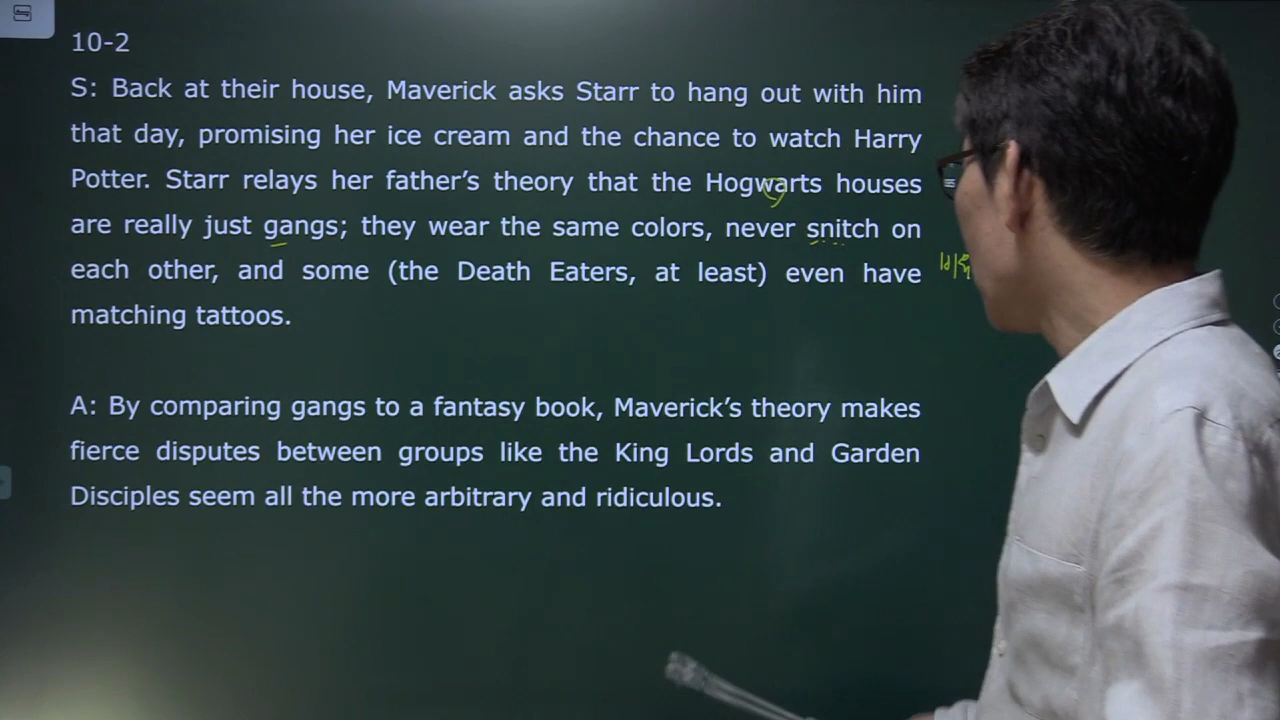 10-2
S: Back at their house, Maverick asks Starr to hang out with him
that day, promising her ice cream and the chance to watch Harry
Potter. Starr relays her father's theory that the Hogwarts houses
are really just gangs; they wear the same colors, never snitch on
each other, and some (the Death Eaters, at least) even have
matching tattoos.
A: By comparing gangs to a fantasy book, Maverick's theory makes
fierce disputes between groups like the King Lords and Garden
Disciples seem all the more arbitrary and ridiculous.